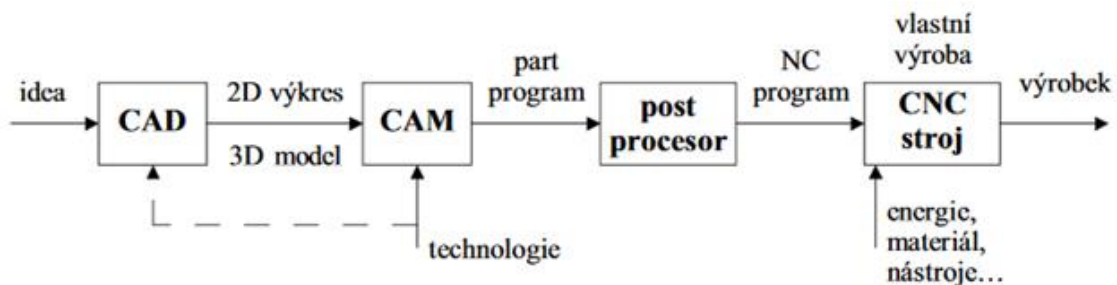 idea
CAD
2D výkres
3D model
CAM
part
program
post
procesor
NC
program
vlastní
výroba
CNC
stroj
výrobek
technologie
energie,
materiál,
nástroje…